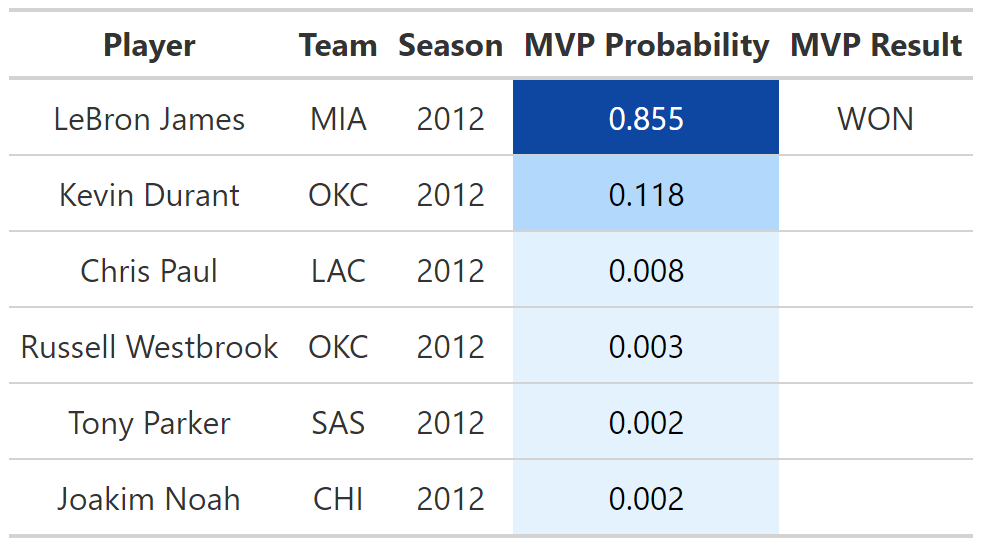 Player Team Season MVP Probability MVP Result
LeBron James MIA 2012 0.855 WON
Kevin Durant OKC 2012 0.118
Chris Paul LAC 2012 0.008
Russell Westbrook OKC 2012 0.003
Tony Parker SAS 2012 0.002
Joakim Noah CHI 2012 0.002